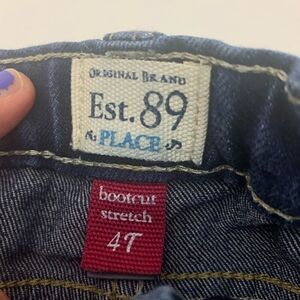 ORIGINAL BRAND
Est. 89
PLACE
bootcut
stretch
4T